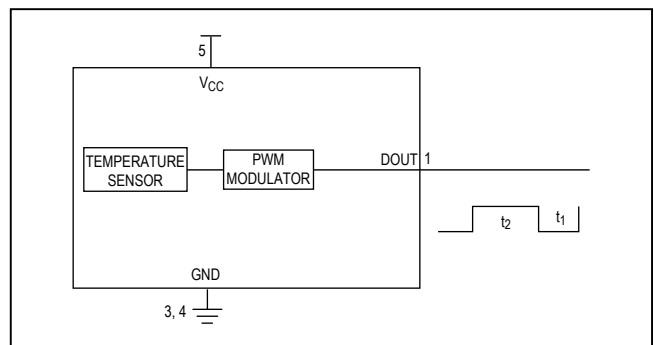 5
VCC
TEMPERATURE
SENSOR
PWM
MODULATOR
DOUT 1
t2
t1
GND
3, 4